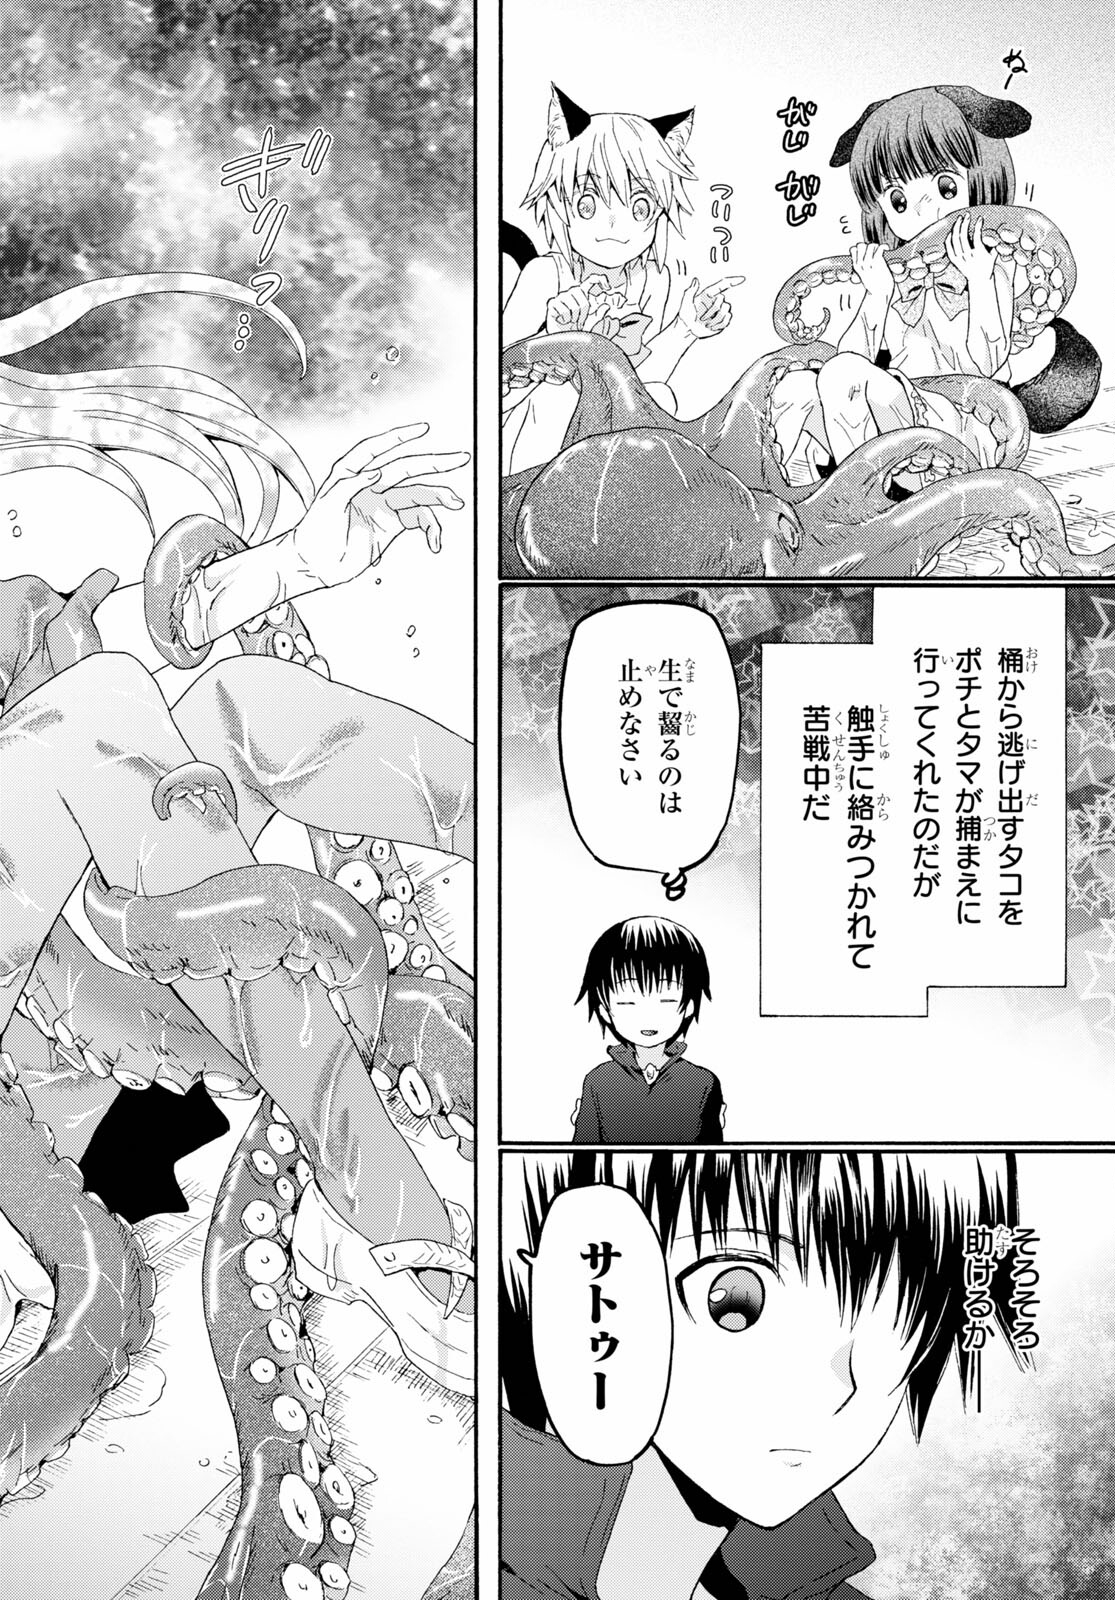 ぬー
がじ
がじ
つい
つい
桶から逃げ出すタコを
ポチとタマが捕まえに
行ってくれたのだが
触手に絡みつかれて
苦戦中だ
生で齧るのは
止めなさい
そろそろ
助けるか
サトゥー
ギリ…